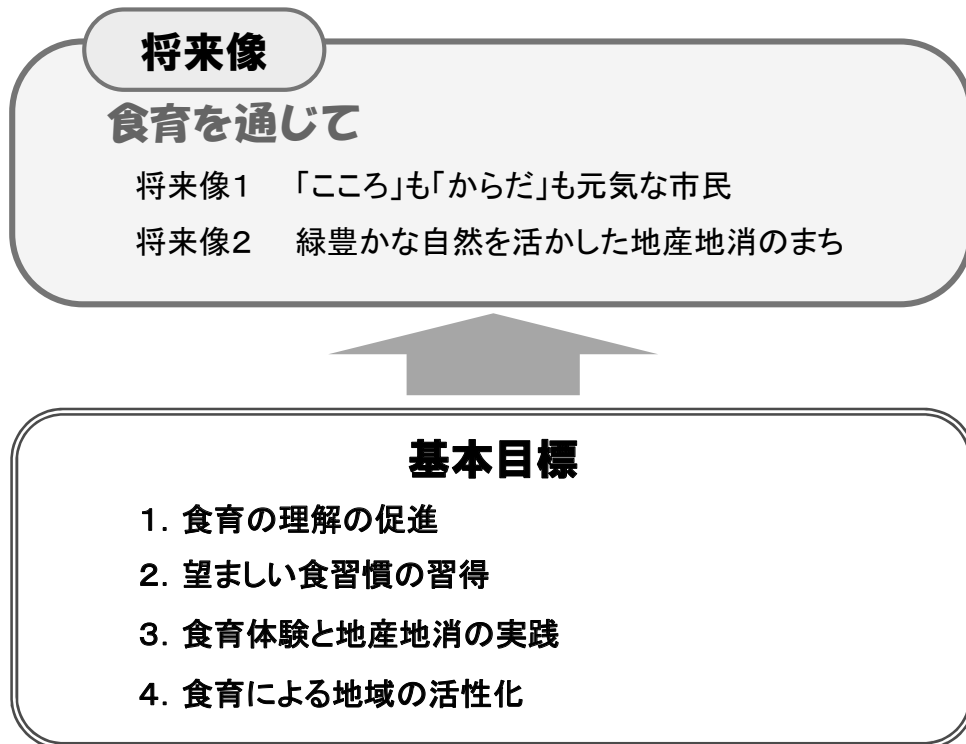 将来像
食育を通じて
将来像1 「こころ」も「からだ」も元気な市民
将来像2 緑豊かな自然を活かした地産地消のまち
基本目標
1. 食育の理解の促進
2. 望ましい食習慣の習得
3. 食育体験と地産地消の実践
4. 食育による地域の活性化